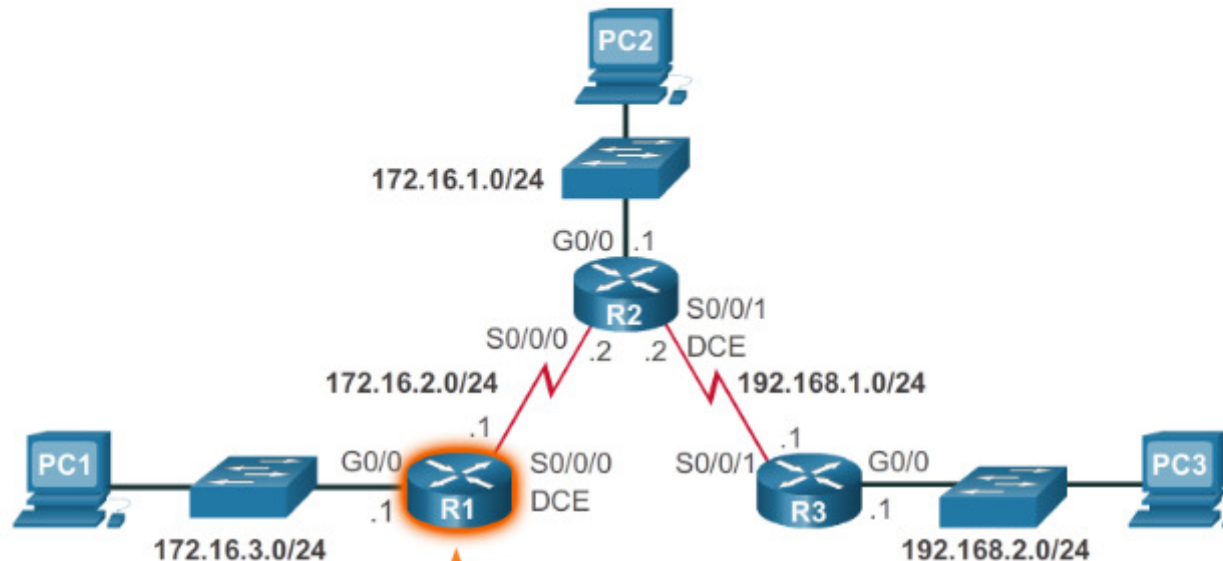 PC2
172.16.1.0/24
G0/0 .1
R2
S0/0/1
S0/0/0
.2 .2 DCE
172.16.2.0/24 192.168.1.0/24
.1 .1
PC1 G0/0 S0/0/0 S0/0/1 G0/0 PC3
.1 R1 DCE R3 .1
172.16.3.0/24 192.168.2.0/24